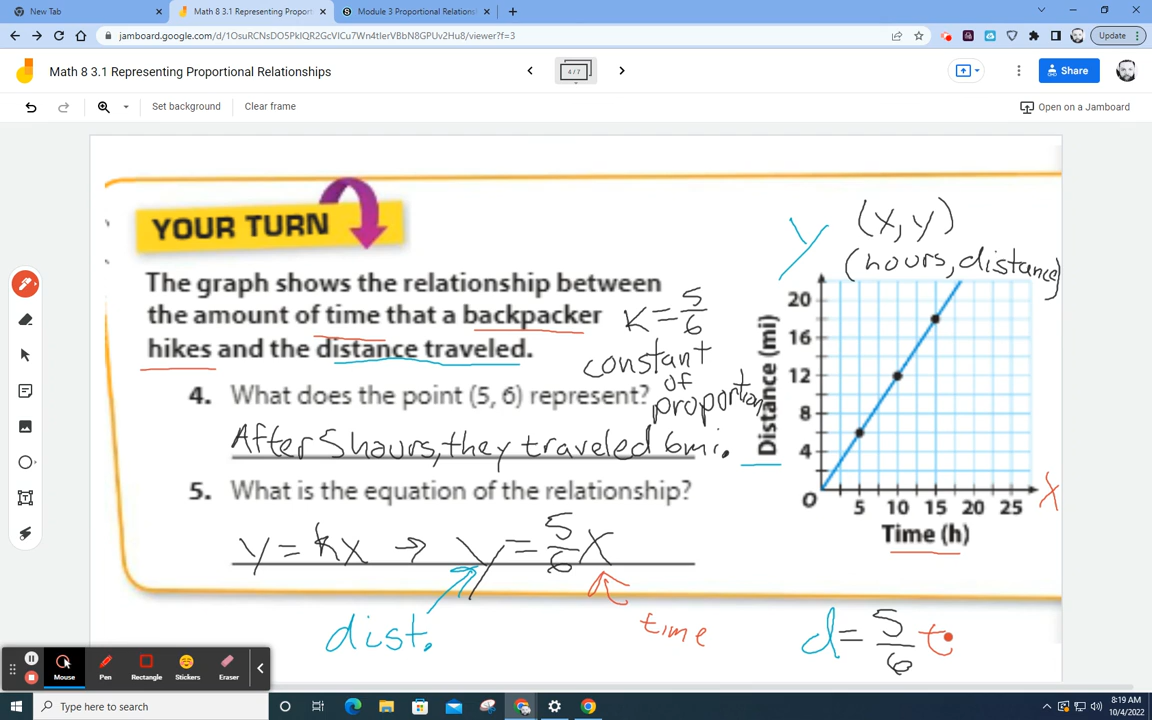 New Tab
Math 8 3.1 Representing Propor
Module 3 Proportional Relations
jamboard.google.com/d/
Update
Math 8 3.1 Representing Proportional Relationships
4 / 7
Share
Set background
Clear frame
Open on a Jamboard
YOUR TURN
The graph shows the relationship between
the amount of time that a backpacker
hikes and the distance traveled.
K = 5/6
constant
of
proportion
4. What does the point (5, 6) represent?
After 5 hours, they traveled 6mi.
5. What is the equation of the relationship?
y = kx → y = 5/6 x
dist.
time
y
(x, y)
(hours, distance)
Distance (mi)
20
16
12
8
4
O
5 10 15 20 25
x
Time (h)
d = 5/6 t
Mouse
Pen
Rectangle
Stickers
Eraser
Type here to search
8:19 AM
10/4/2022